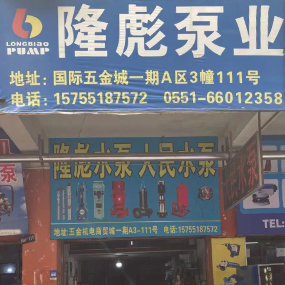 LONGBIAO
PUMP
隆彪泵业
地址: 国际五金城一期A区3幢111号
电话: 15755187572 0551-66012358
隆彪水泵 人民水泵
地址:五金机电商贸城一期A3-111号 电话:15755187572
泵
TEL: